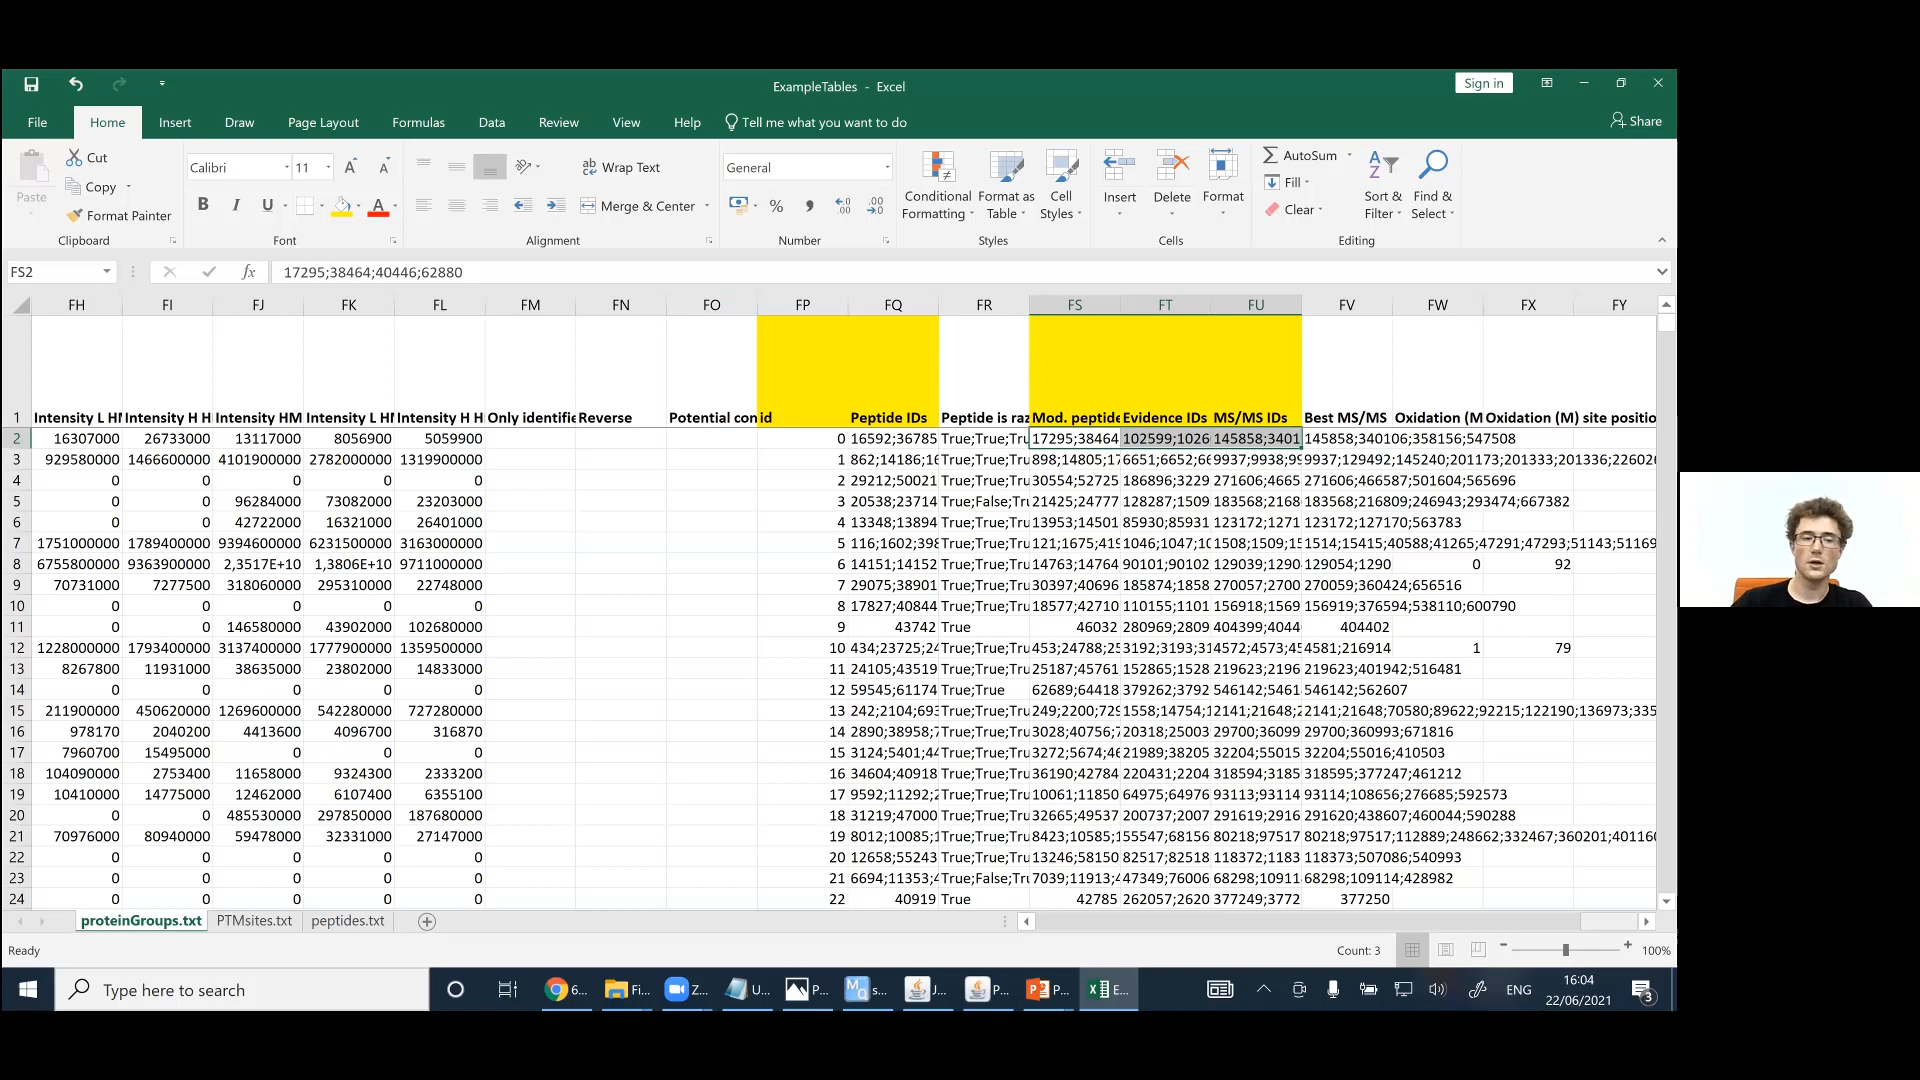 ExampleTables - Excel
Sign in
File Home Insert Draw Page Layout Formulas Data Review View Help Tell me what you want to do
Share
Paste
Cut
Copy
Format Painter
Clipboard
Calibri 11
B I U A
Font
Wrap Text
Merge & Center
Alignment
General
Number
Conditional Formatting
Format as Table
Cell Styles
Styles
Insert Delete Format
Cells
AutoSum
Fill
Clear
Sort & Filter
Find & Select
Editing
FS2 fx 17295;38464;40446;62880
FH FI FJ FK FL FM FN FO FP FQ FR FS FT FU FV FW FX FY
1 Intensity L H Intensity H H Intensity HM Intensity L H Intensity H H Only identifie Reverse Potential con id Peptide IDs Peptide is raz Mod. peptide Evidence IDs MS/MS IDs Best MS/MS Oxidation (M Oxidation (M) site positio
2 16307000 26733000 13117000 8056900 5059900 0 16592;36785 True;True;Tru 17295;38464 102599;1026 145858;3401 145858;340106;358156;547508
3 929580000 1466600000 4101900000 2782000000 1319900000 1 862;14186;16 True;True;Tru 898;14805;17 6651;6652;66 9937;9938;99 9937;129492;145240;201173;201333;201336;226026
4 0 0 0 0 0 2 29212;50021 True;True;Tru 30554;52725 186896;3229 271606;4665 271606;466587;501604;565696
5 0 0 96284000 73082000 23203000 3 20538;23714 True;False;Tru 21425;24777 128287;1509 183568;2168 183568;216809;246943;293474;667382
6 0 0 42722000 16321000 26401000 4 13348;13894 True;True;Tru 13953;14501 85930;85931 123172;1271 123172;127170;563783
7 1751000000 1789400000 9394600000 6231500000 3163000000 5 116;1602;398 True;True;Tru 121;1675;419 1046;1047;10 1508;1509;15 1514;15415;40588;41265;47291;47293;51143;51169
8 6755800000 9363900000 2,3517E+10 1,3806E+10 9711000000 6 14151;14152 True;True;Tru 14763;14764 90101;90102 129039;1290 129054;1290 0 92
9 70731000 7277500 318060000 295310000 22748000 7 29075;38901 True;True;Tru 30397;40696 185874;1858 270057;2700 270059;360424;656516
10 0 0 0 0 0 8 17827;40844 True;True;Tru 18577;42710 110155;1101 156918;1569 156919;376594;538110;600790
11 0 0 146580000 43902000 102680000 9 43742 True 46032 280969;2809 404399;4044 404402
12 1228000000 1793400000 3137400000 1777900000 1359500000 10 434;23725;24 True;True;Tru 453;24788;25 3192;3193;31 4572;4573;45 4581;216914 1 79
13 8267800 11931000 38635000 23802000 14833000 11 24105;43519 True;True;Tru 25187;45761 152865;1528 219623;2196 219623;401942;516481
14 0 0 0 0 0 12 59545;61174 True;True 62689;64418 379262;3792 546142;5461 546142;562607
15 211900000 450620000 1269600000 542280000 727280000 13 242;2104;693 True;True;Tru 249;2200;729 1558;14754;1 2141;21648;2 2141;21648;70580;89622;92215;122190;136973;335
16 978170 2040200 4413600 4096700 316870 14 2890;38958;7 True;True;Tru 3028;40756;7 20318;25003 29700;36099 29700;360993;671816
17 7960700 15495000 0 0 0 15 3124;5401;44 True;True;Tru 3272;5674;46 21989;38205 32204;55015 32204;55016;410503
18 104090000 2753400 11658000 9324300 2333200 16 34604;40918 True;True;Tru 36190;42784 220431;2204 318594;3185 318595;377247;461212
19 10410000 14775000 12462000 6107400 6355100 17 9592;11292;2 True;True;Tru 10061;11850 64975;64976 93113;93114 93114;108656;276685;592573
20 0 0 485530000 297850000 187680000 18 31219;47000 True;True;Tru 32665;49537 200737;2007 291619;2916 291620;438607;460044;590288
21 70976000 80940000 59478000 32331000 27147000 19 8012;10085;1 True;True;Tru 8423;10585;1 55547;68156 80218;97517 80218;97517;112889;248662;332467;360201;401160
22 0 0 0 0 0 20 12658;55243 True;True;Tru 13246;58150 82517;82518 118372;1183 118373;507086;540993
23 0 0 0 0 0 21 6694;11353;4 True;False;Tru 7039;11913;4 47349;76006 68298;109114 68298;109114;428982
24 0 0 0 0 0 22 40919 True 42785 262057;2620 377249;3772 377250
proteinGroups.txt PTMsites.txt peptides.txt
Ready Count: 3 100%
Type here to search 6... Fi... Z... U... P... s... J... P... P... E... ENG 16:04
22/06/2021 3